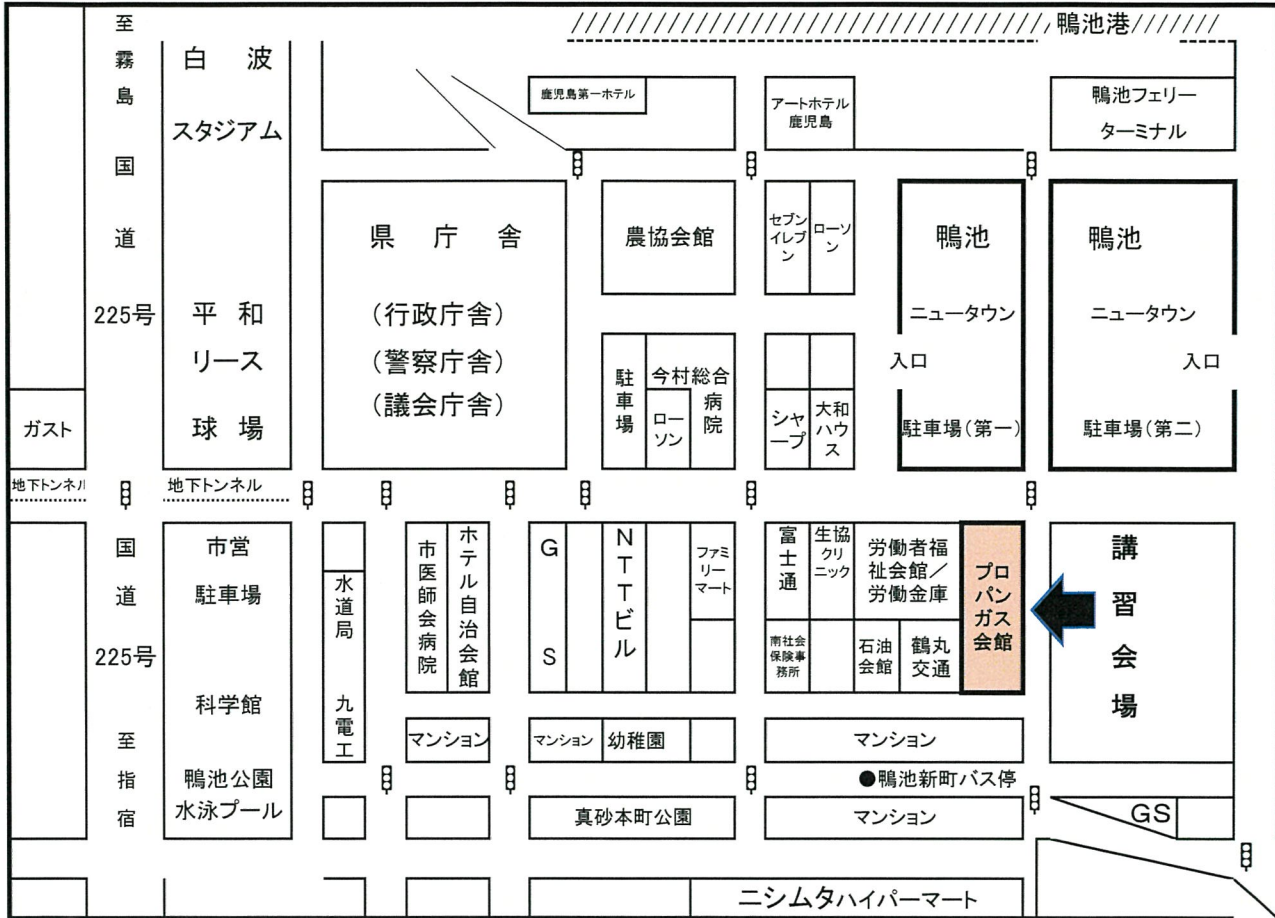 鴨池港
至霧島
国道
225号
白波
スタジアム
平和
リース
球場
鹿児島第一ホテル
アートホテル
鹿児島
鴨池フェリー
ターミナル
県庁舎
(行政庁舎)
(警察庁舎)
(議会庁舎)
農協会館
セブン
イレブ
ン
ローソ
ン
鴨池
ニュータウン
入口
駐車場(第一)
鴨池
ニュータウン
入口
駐車場(第二)
ガスト
駐車場
今村総合
病院
ロー
ソン
シャ
ープ
大和
ハウ
ス
地下トンネル
地下トンネル
国道
225号
至指宿
市営
駐車場
科学館
鴨池公園
水泳プール
水道局
九電工
市医師会病院
ホテル自治会館
GS
NTTビル
ファミ
リー
マート
富士通
生協
クリ
ニック
労働者福
祉会館/
労働金庫
プロ
パン
ガス
会館
講習会場
南社会
保険事
務所
石油
会館
鶴丸
交通
マンション
マンション
幼稚園
マンション
●鴨池新町バス停
真砂本町公園
マンション
GS
ニシムタハイパーマート